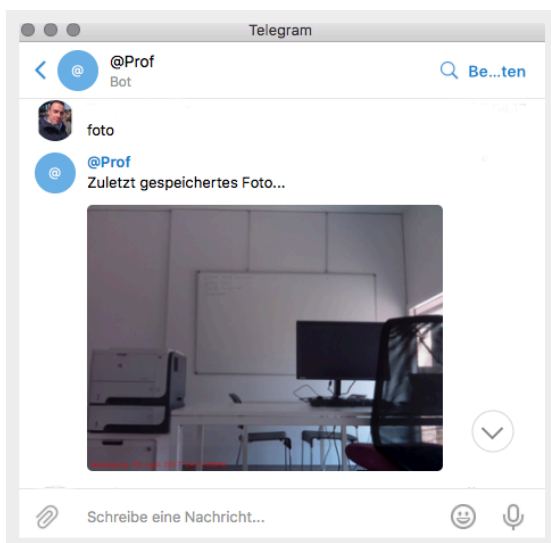 Telegram
@Prof
Bot
Be...ten
@
foto
@Prof
@
Zuletzt gespeichertes Foto...
Schreibe eine Nachricht...